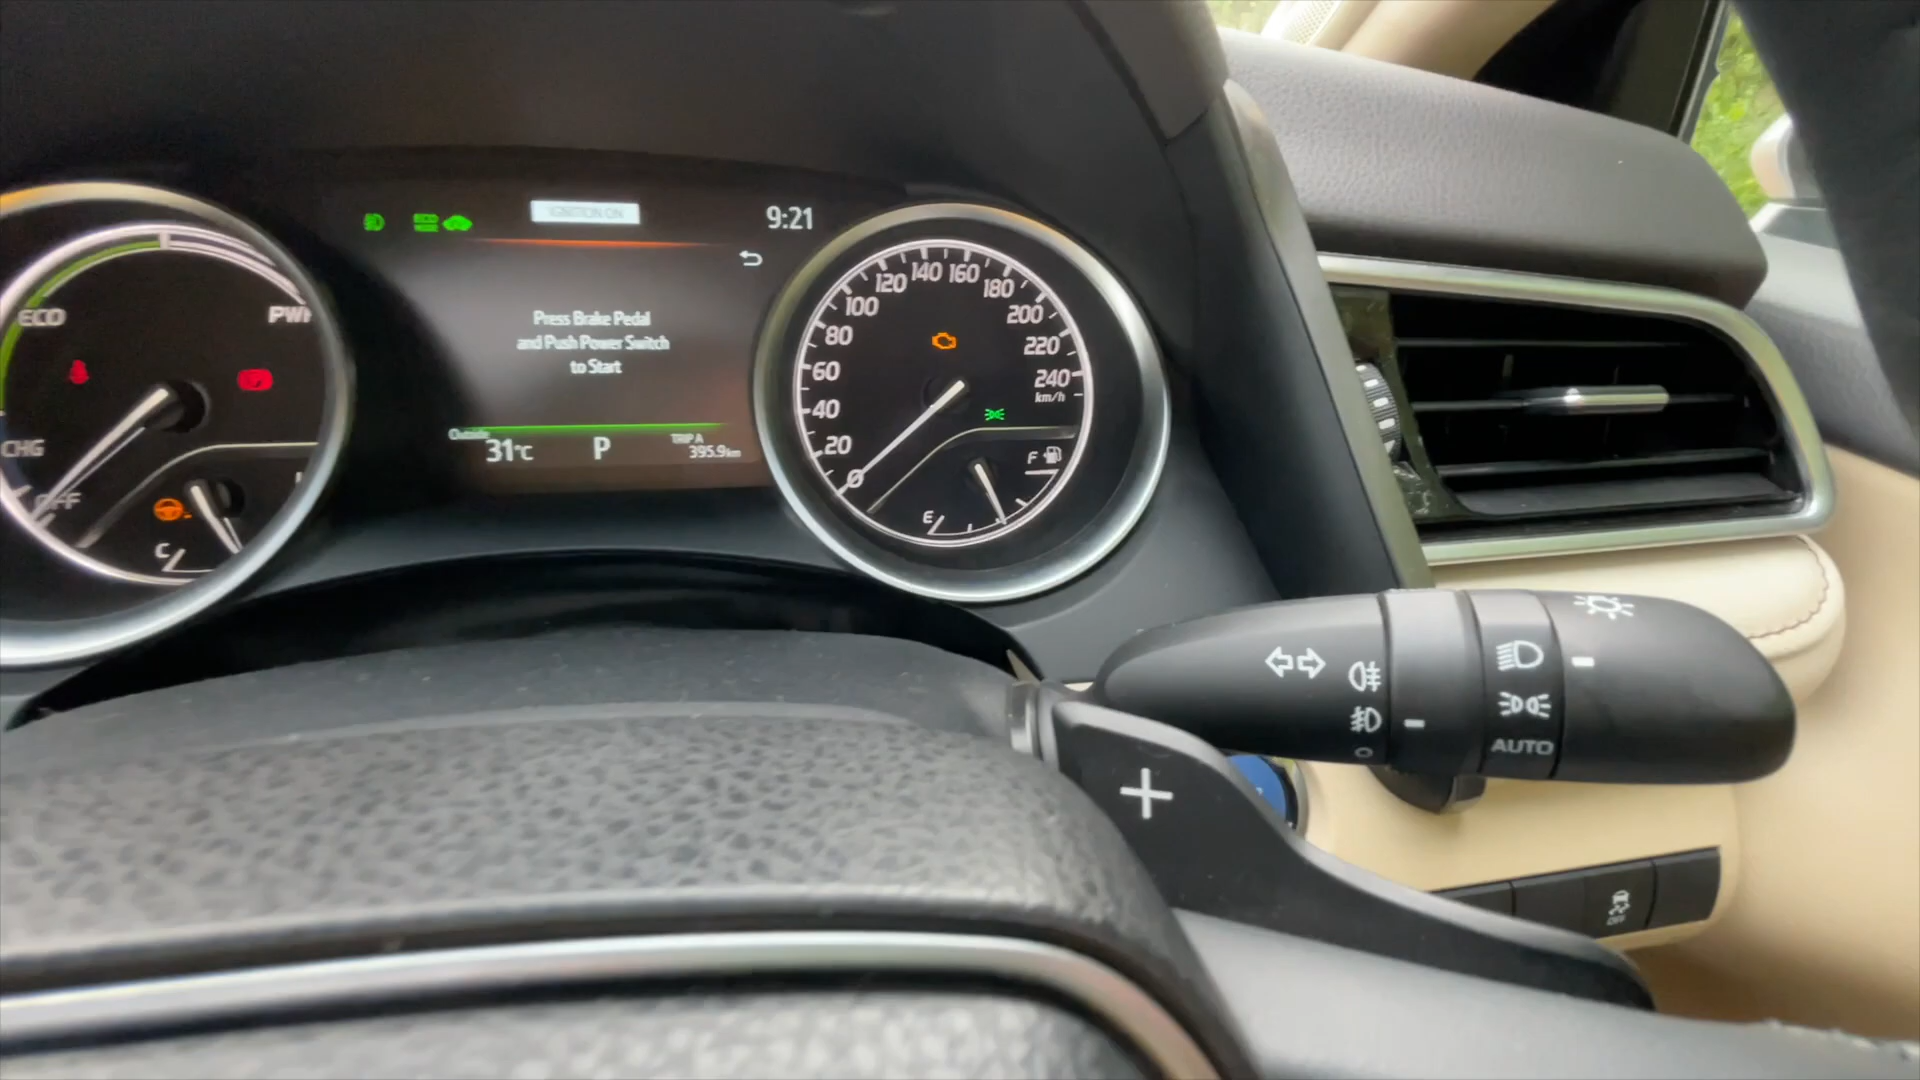 IGNITION ON
9:21
Press Brake Pedal
and Push Power Switch
to Start
Outside
31°C
P
TRIP A
395.9km
ECO
PWR
CHG
OFF
C
0
20
40
60
80
100
120
140
160
180
200
220
240
km/h
E
F
AUTO
+
OFF